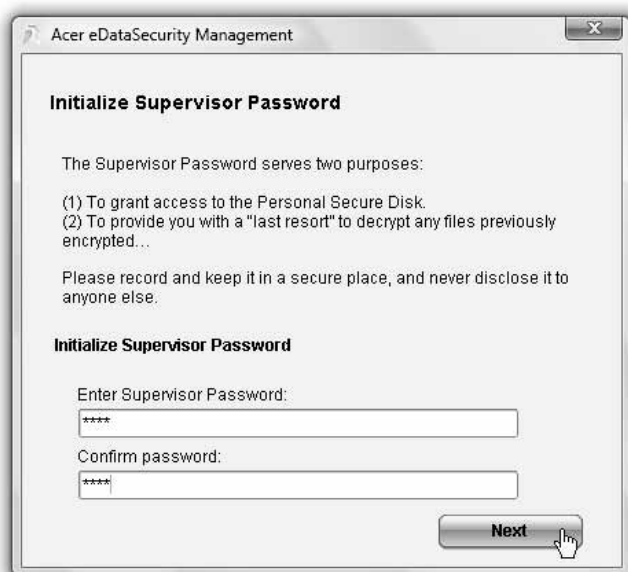 Acer eDataSecurity Management
Initialize Supervisor Password
The Supervisor Password serves two purposes:
(1) To grant access to the Personal Secure Disk.
(2) To provide you with a "last resort" to decrypt any files previously
encrypted...
Please record and keep it in a secure place, and never disclose it to
anyone else.
Initialize Supervisor Password
Enter Supervisor Password:
****
Confirm password:
****
Next